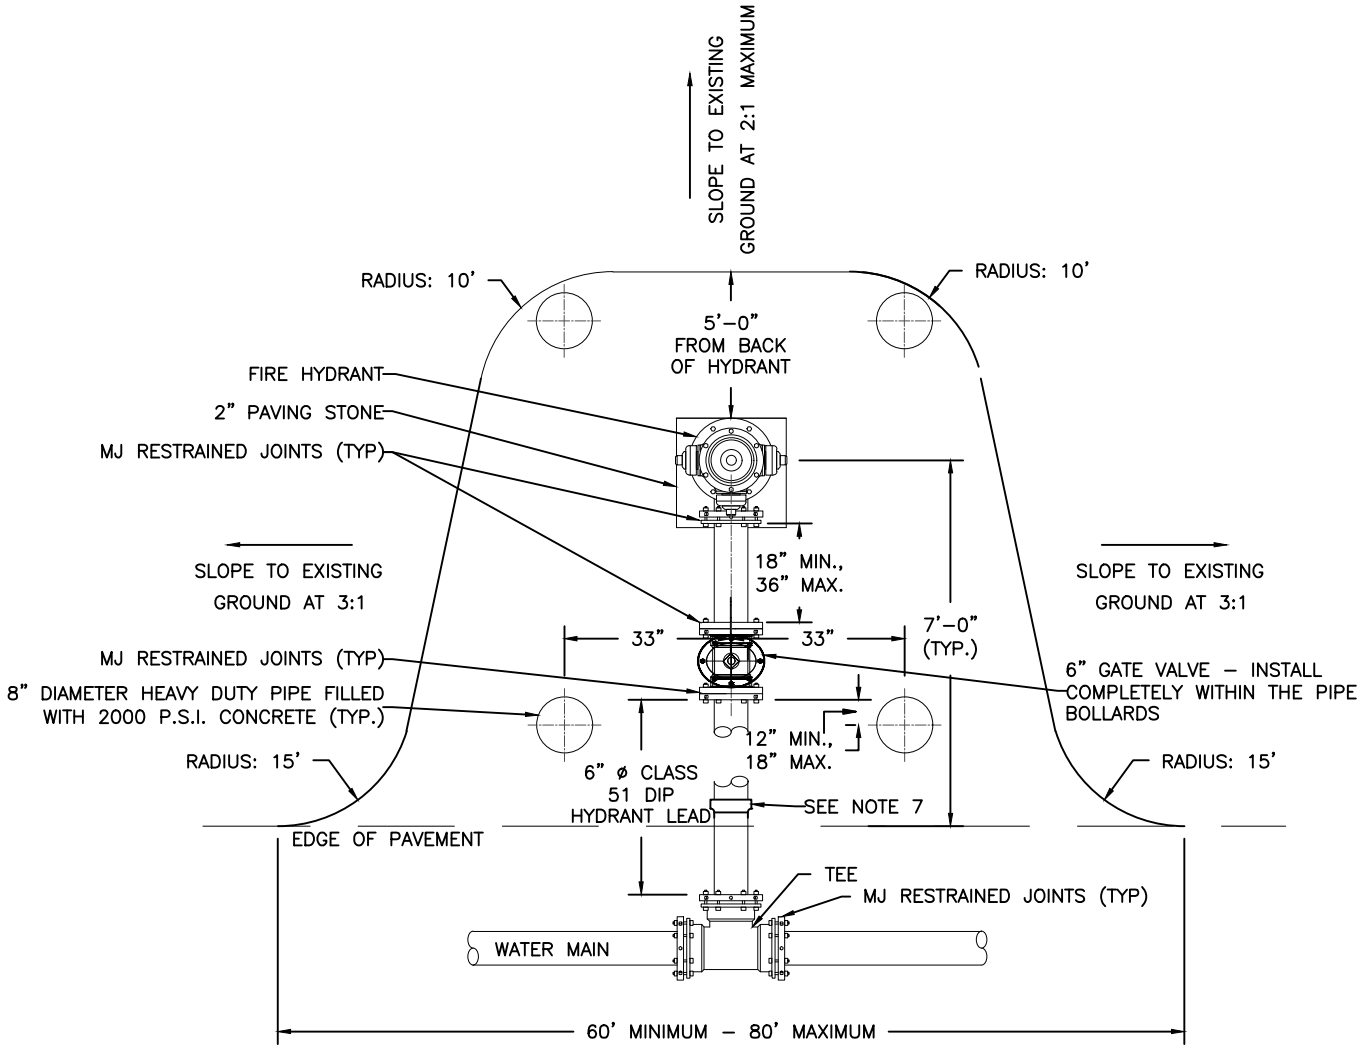 SLOPE TO EXISTING
GROUND AT 2:1 MAXIMUM
RADIUS: 10'
RADIUS: 10'
5'-0"
FROM BACK
OF HYDRANT
FIRE HYDRANT
2" PAVING STONE
MJ RESTRAINED JOINTS (TYP)
SLOPE TO EXISTING
GROUND AT 3:1
18" MIN.,
36" MAX.
SLOPE TO EXISTING
GROUND AT 3:1
33"
33"
7'-0"
(TYP.)
MJ RESTRAINED JOINTS (TYP)
6" GATE VALVE – INSTALL
COMPLETELY WITHIN THE PIPE
BOLLARDS
8" DIAMETER HEAVY DUTY PIPE FILLED
WITH 2000 P.S.I. CONCRETE (TYP.)
12" MIN.,
18" MAX.
RADIUS: 15'
RADIUS: 15'
6" ø CLASS
51 DIP
HYDRANT LEAD
SEE NOTE 7
EDGE OF PAVEMENT
TEE
MJ RESTRAINED JOINTS (TYP)
WATER MAIN
60' MINIMUM – 80' MAXIMUM